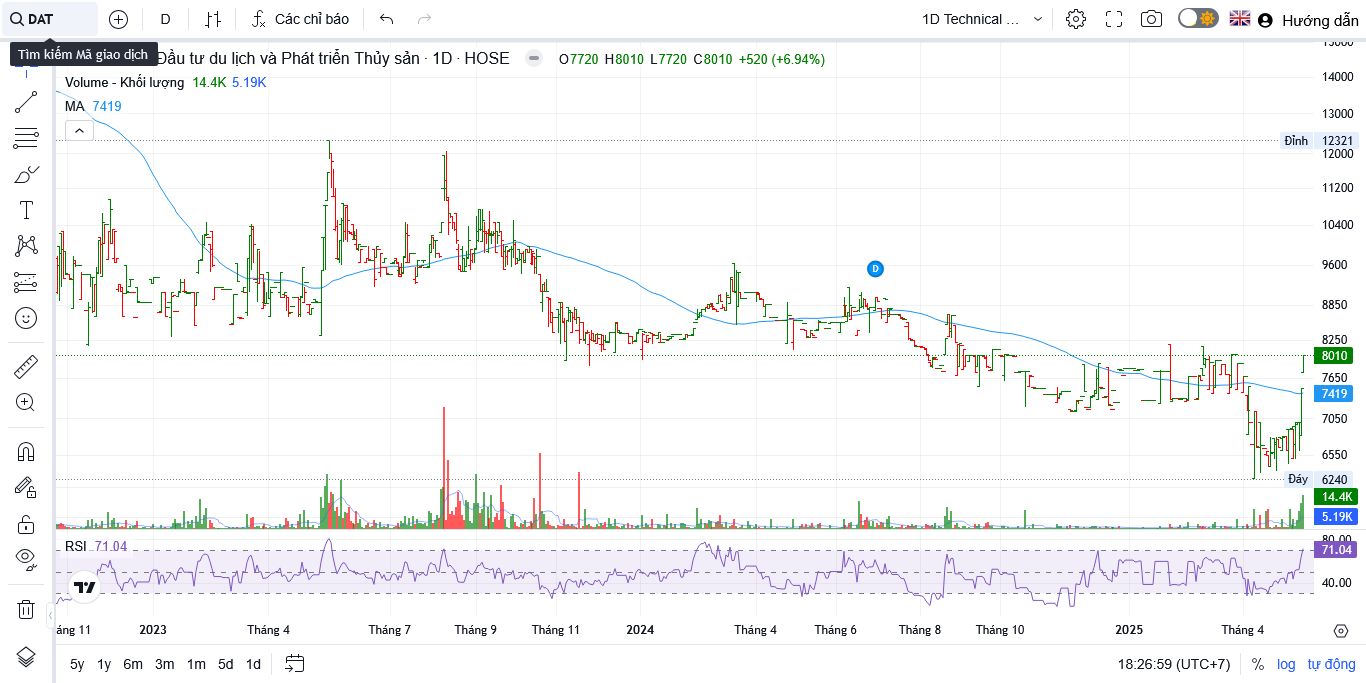 DAT
D
Các chỉ báo
1D Technical ...
Hướng dẫn
Tìm kiếm Mã giao dịch
Đầu tư du lịch và Phát triển Thủy sản · 1D · HOSE
O7720 H8010 L7720 C8010 +520 (+6.94%)
Volume - Khối lượng 14.4K 5.19K
MA 7419
15000
14000
13000
Đỉnh 12321
12000
11200
10400
9600
8850
8250
8010
7650
7419
7050
6550
Đáy 6240
14.4K
5.19K
D
RSI 71.04
80.00
71.04
40.00
áng 11 2023 Tháng 4 Tháng 7 Tháng 9 Tháng 11 2024 Tháng 4 Tháng 6 Tháng 8 Tháng 10 2025 Tháng 4
5y 1y 6m 3m 1m 5d 1d
18:26:59 (UTC+7) % log tự động